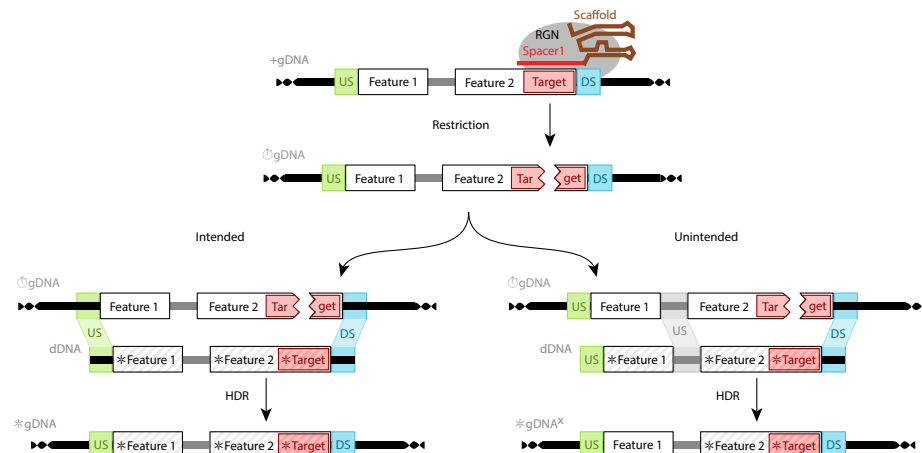 Scaffold
RGN
Spacer1
+gDNA
US Feature 1 Feature 2 Target DS
Restriction
⏱gDNA
US Feature 1 Feature 2 Tar get DS
Intended Unintended
⏱gDNA ⏱gDNA
Feature 1 Feature 2 Tar get US Feature 1 Feature 2 Tar get
US DS US DS
dDNA dDNA
*Feature 1 *Feature 2 *Target US *Feature 1 *Feature 2 *Target
HDR HDR
*gDNA *gDNAˣ
US *Feature 1 *Feature 2 *Target DS US Feature 1 *Feature 2 *Target DS